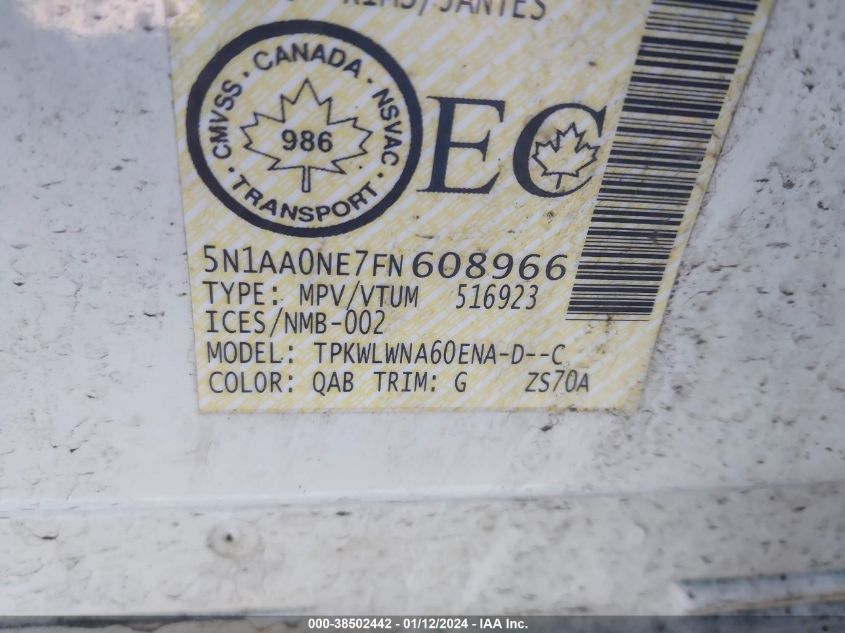 RIMS/JANTES
CMVSS · CANADA · NSVAC · TRANSPORT ·
986
EC
5N1AA0NE7FN608966
TYPE: MPV/VTUM 516923
ICES/NMB-002
MODEL: TPKWLWNA60ENA-D--C
COLOR: QAB TRIM: G ZS70A
000-38502442 - 01/12/2024 - IAA Inc.